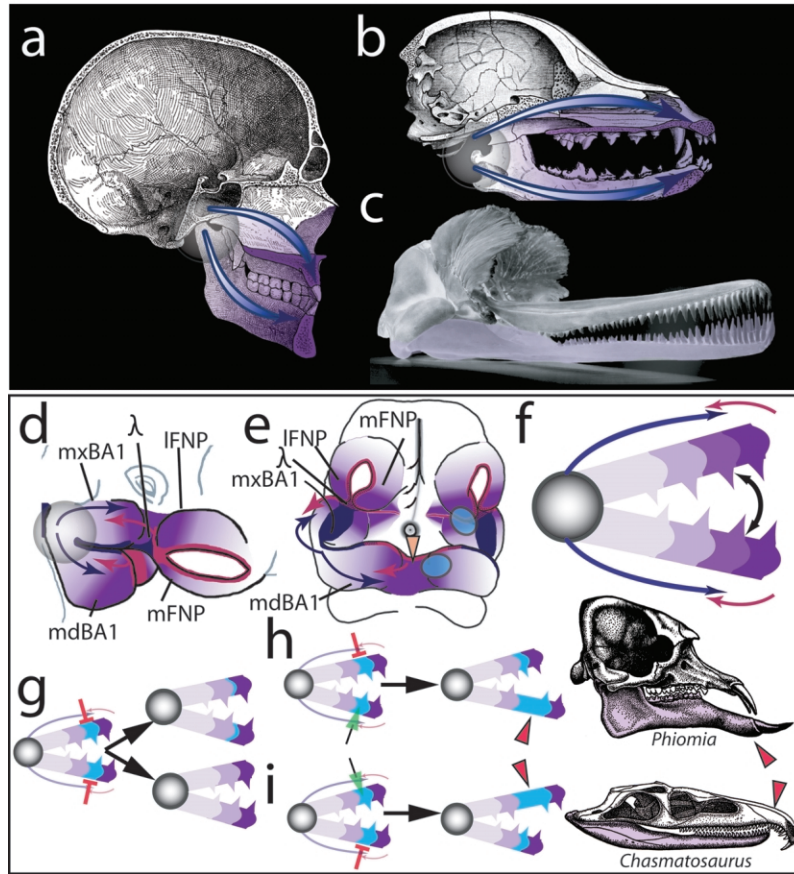 a
b
c
d
λ
lFNP
mxBA1
mdBA1
mFNP
e
lFNP
λ
mxBA1
mFNP
mdBA1
f
g
h
i
Phiomia
Chasmatosaurus